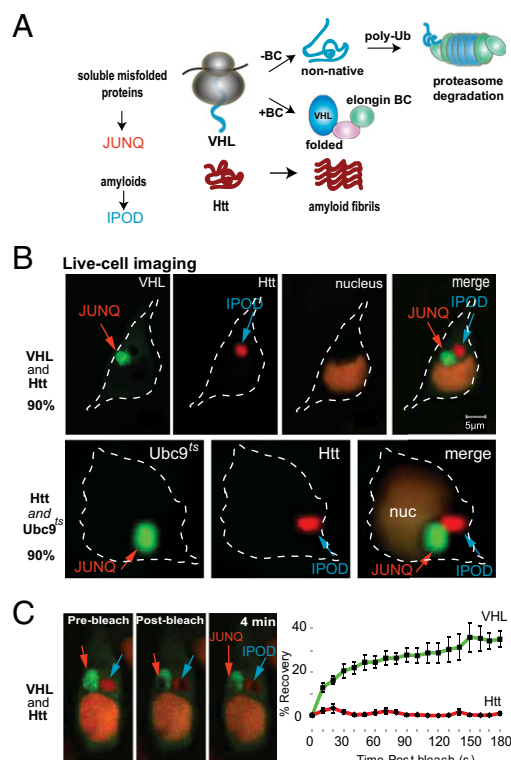 A
soluble misfolded
proteins
JUNQ
amyloids
IPOD
VHL
-BC
+BC
non-native
poly-Ub
proteasome
degradation
VHL
elongin BC
folded
Htt
amyloid fibrils
B
Live-cell imaging
VHL
and
Htt
90%
VHL
JUNQ
Htt
IPOD
nucleus
merge
IPOD
JUNQ
5µm
Htt
and
Ubc9ts
90%
Ubc9ts
JUNQ
Htt
IPOD
merge
nuc
JUNQ
IPOD
C
VHL
and
Htt
Pre-bleach
Post-bleach
4 min
JUNQ
IPOD
% Recovery
40
20
0
VHL
Htt
0 30 60 90 120 150 180
Time Post bleach (s)